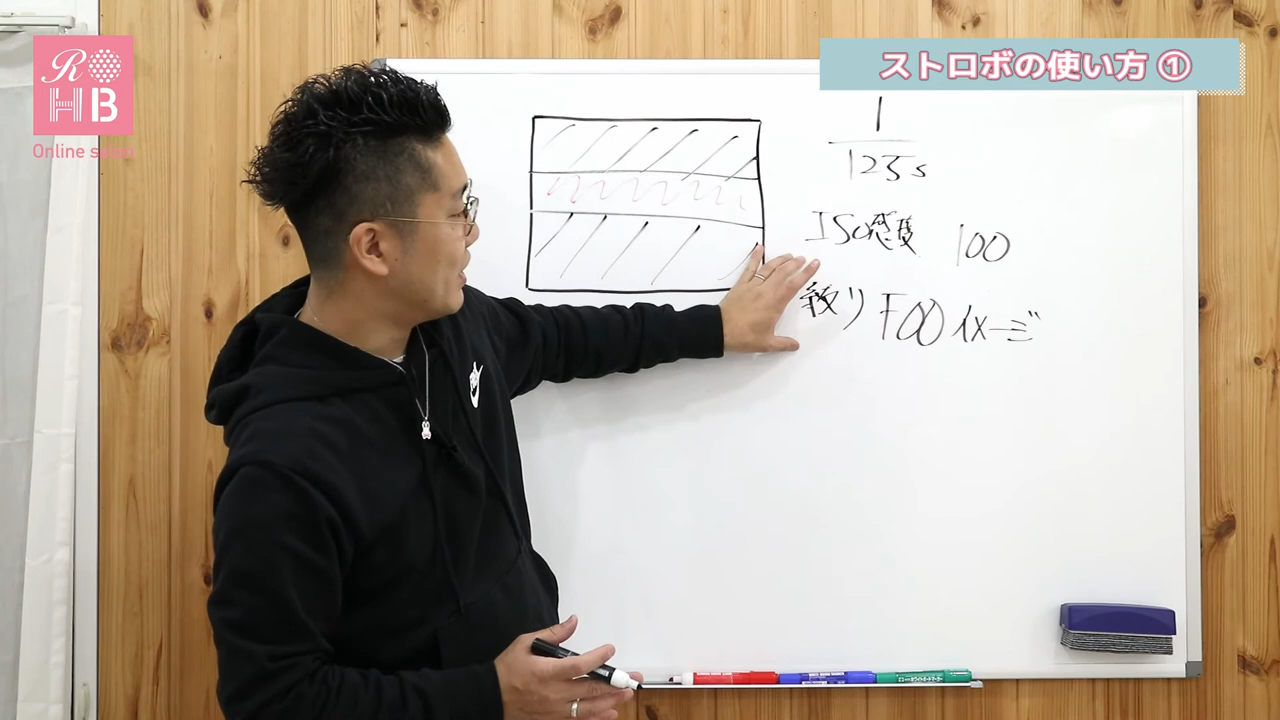 R
HB
Online salon
ストロボの使い方 ①
1
125s
ISO感度 100
絞り F00 イメージ